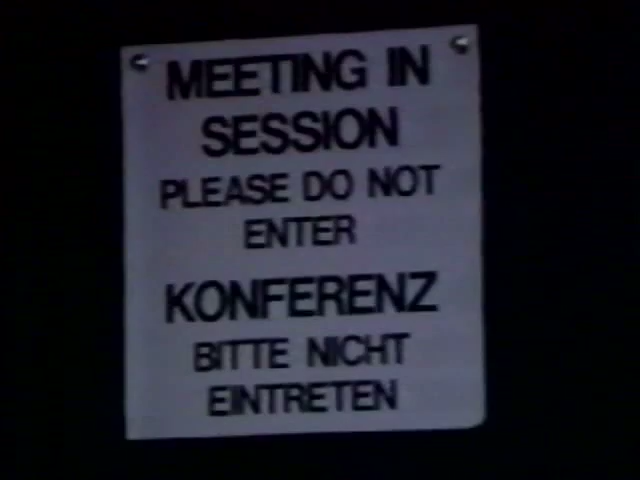 MEETING IN
SESSION
PLEASE DO NOT
ENTER
KONFERENZ
BITTE NICHT
EINTRETEN